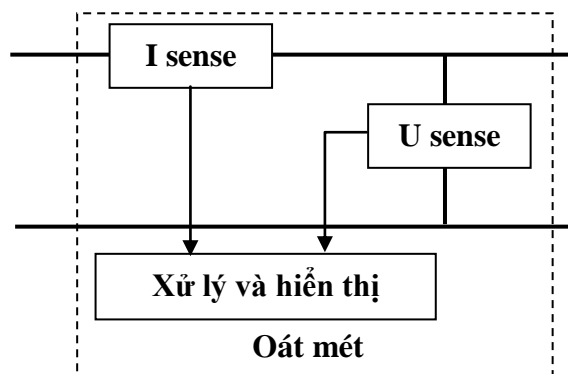 I sense
U sense
Xử lý và hiển thị
Oát mét